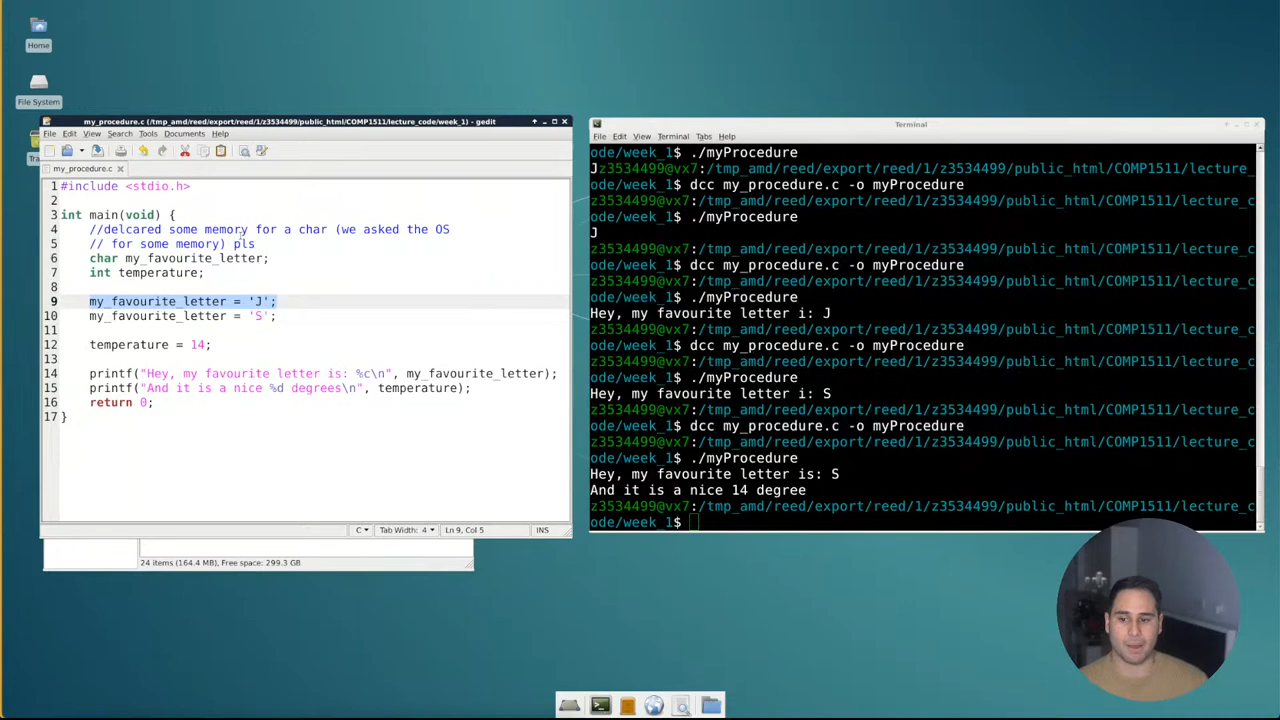 Home
File System
Tra
my_procedure.c (/tmp_amd/reed/export/reed/1/z3534499/public_html/COMP1511/lecture_code/week_1) - gedit
File Edit View Search Tools Documents Help
my_procedure.c
1 #include <stdio.h>
2
3 int main(void) {
4 //delcared some memory for a char (we asked the OS
5 // for some memory) pls
6 char my_favourite_letter;
7 int temperature;
8
9 my_favourite_letter = 'J';
10 my_favourite_letter = 'S';
11
12 temperature = 14;
13
14 printf("Hey, my favourite letter is: %c\n", my_favourite_letter);
15 printf("And it is a nice %d degrees\n", temperature);
16 return 0;
17 }
C Tab Width: 4 Ln 9, Col 5 INS
24 items (164.4 MB), Free space: 299.3 GB
Terminal
File Edit View Terminal Tabs Help
ode/week_1$ ./myProcedure
Jz3534499@vx7:/tmp_amd/reed/export/reed/1/z3534499/public_html/COMP1511/lecture_
ode/week_1$ dcc my_procedure.c -o myProcedure
z3534499@vx7:/tmp_amd/reed/export/reed/1/z3534499/public_html/COMP1511/lecture_c
ode/week_1$ ./myProcedure
J
z3534499@vx7:/tmp_amd/reed/export/reed/1/z3534499/public_html/COMP1511/lecture_c
ode/week_1$ dcc my_procedure.c -o myProcedure
z3534499@vx7:/tmp_amd/reed/export/reed/1/z3534499/public_html/COMP1511/lecture_c
ode/week_1$ ./myProcedure
Hey, my favourite letter i: J
z3534499@vx7:/tmp_amd/reed/export/reed/1/z3534499/public_html/COMP1511/lecture_c
ode/week_1$ dcc my_procedure.c -o myProcedure
z3534499@vx7:/tmp_amd/reed/export/reed/1/z3534499/public_html/COMP1511/lecture_c
ode/week_1$ ./myProcedure
Hey, my favourite letter i: S
z3534499@vx7:/tmp_amd/reed/export/reed/1/z3534499/public_html/COMP1511/lecture_c
ode/week_1$ dcc my_procedure.c -o myProcedure
z3534499@vx7:/tmp_amd/reed/export/reed/1/z3534499/public_html/COMP1511/lecture_c
ode/week_1$ ./myProcedure
Hey, my favourite letter is: S
And it is a nice 14 degree
z3534499@vx7:/tmp_amd/reed/export/reed/1/z3534499/public_html/COMP1511/lecture_c
ode/week_1$